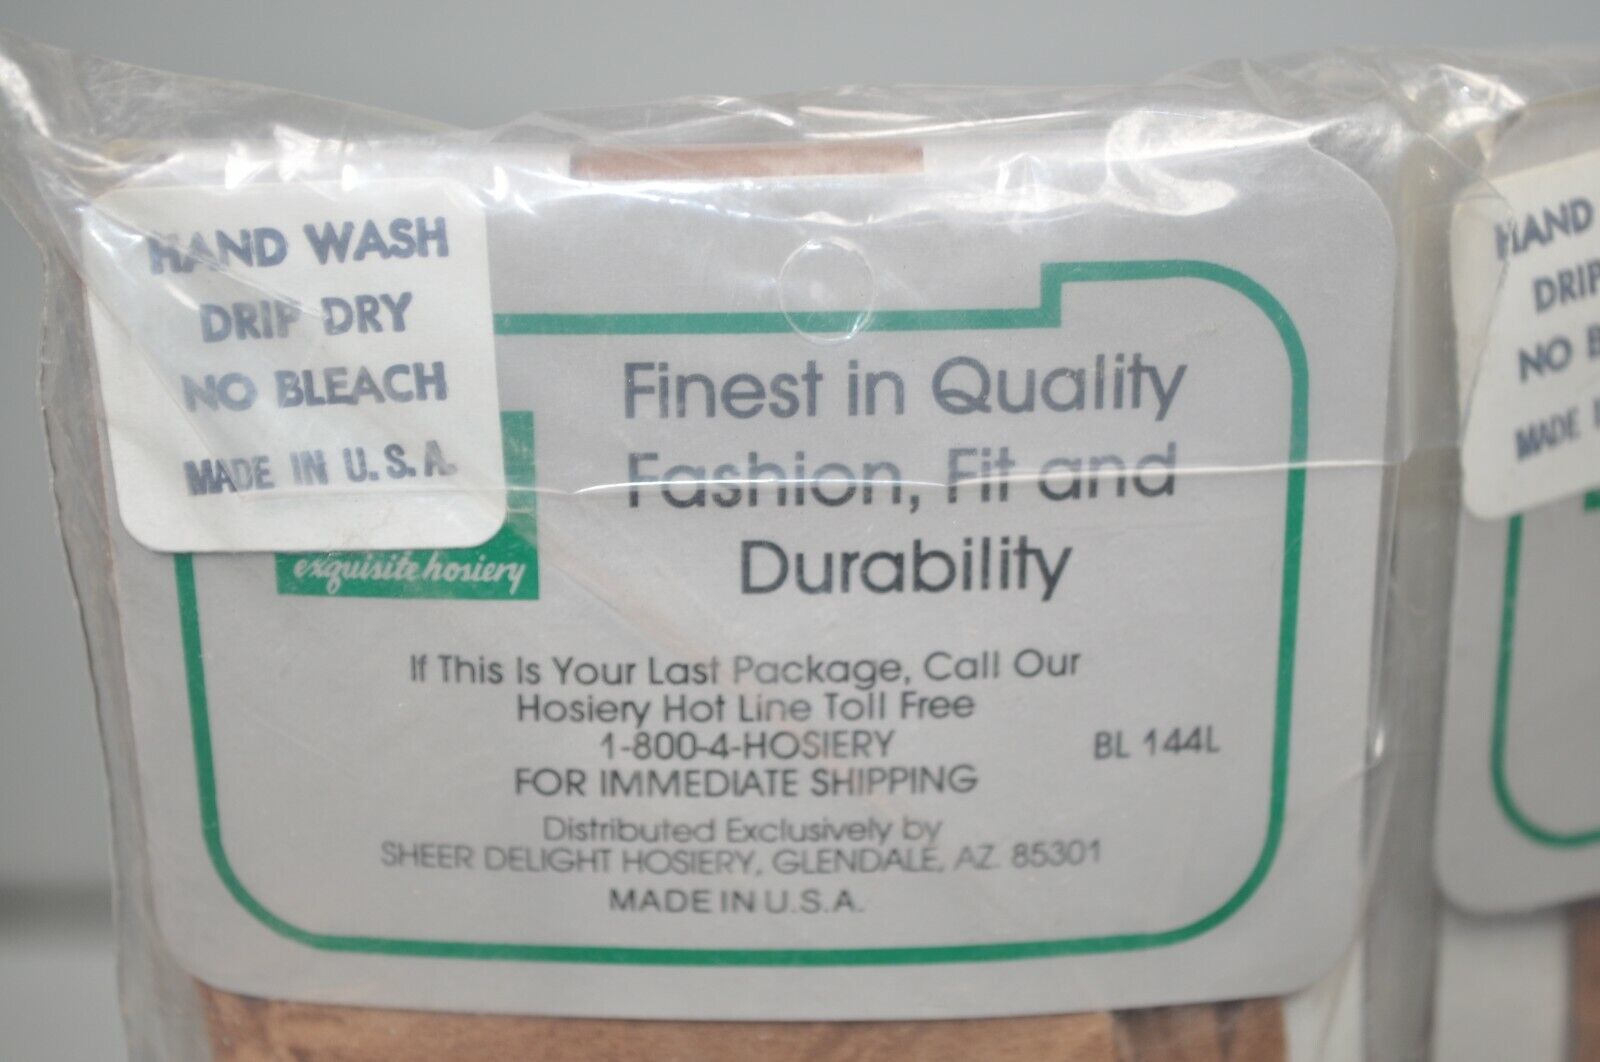 HAND WASH
DRIP DRY
NO BLEACH
MADE IN U.S.A.
exquisite hosiery
Finest in Quality
Fashion, Fit and
Durability
If This Is Your Last Package, Call Our
Hosiery Hot Line Toll Free
1-800-4-HOSIERY
BL 144L
FOR IMMEDIATE SHIPPING
Distributed Exclusively by
SHEER DELIGHT HOSIERY, GLENDALE, AZ 85301
MADE IN U.S.A.
HAND
DRIP
NO
MADE